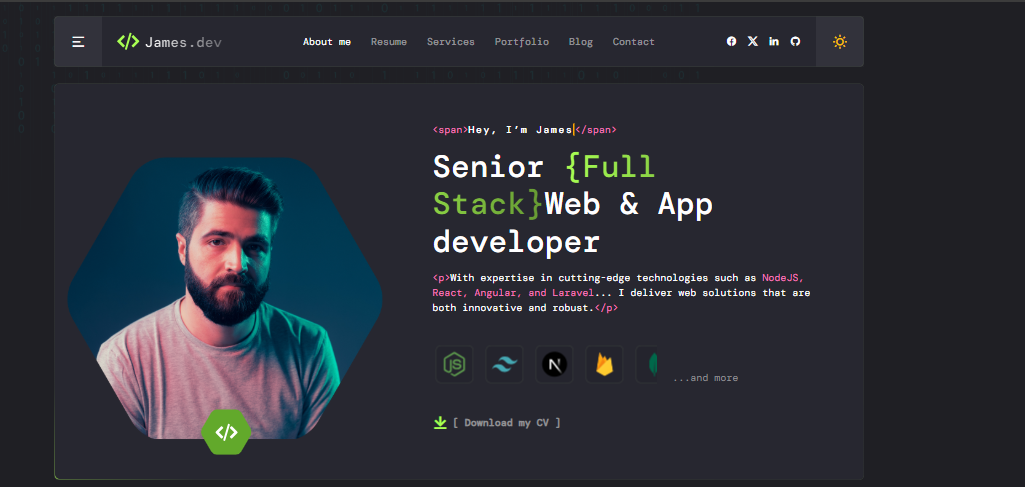 </> James.dev
About me Resume Services Portfolio Blog Contact
<span>Hey, I'm James|</span>
Senior {Full
Stack}Web & App
developer
<p>With expertise in cutting-edge technologies such as NodeJS,
React, Angular, and Laravel... I deliver web solutions that are
both innovative and robust.</p>
JS N
...and more
</>
[ Download my CV ]